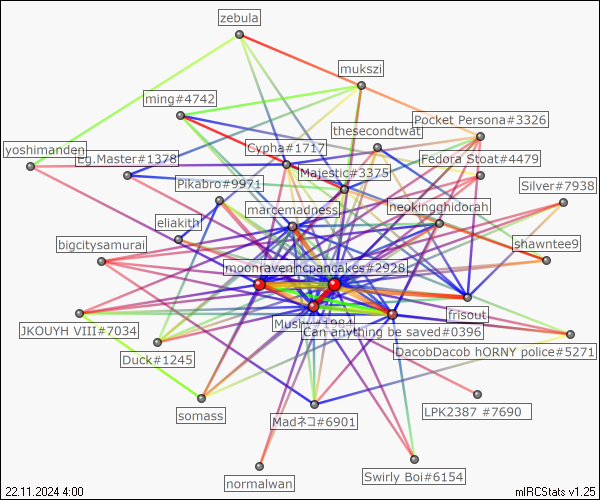 zebula
mukszi
ming#4742
Pocket Persona#3326
thesecondtwat
yoshimanden
Cypha#1717
Eg.Master#1378
Fedora Stoat#4479
Majestic#3375
Pikabro#9971
Silver#7938
marcemadness
neokingghidorah
eliakith
bigcitysamurai
shawntee9
moonraven
ncpancakes#2928
frisout
JKOUYH VIII#7034
Can anything be saved#0396
DacobDacob hORNY police#5271
Duck#1245
somass
LPK2387 #7690
Madネコ#6901
normalwan
Swirly Boi#6154
22.11.2024 4:00
mIRCStats v1.25